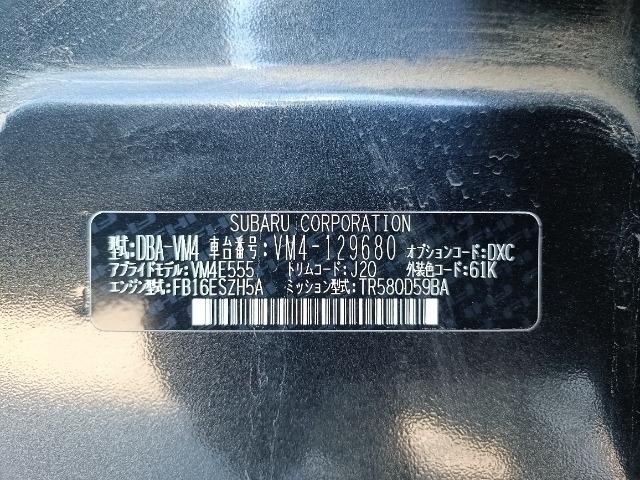 SUBARU CORPORATION
型式:DBA-VM4 車台番号:VM4-129680 オプションコード:DXC
アプライドモデル:VM4E555 トリムコード:J20 外装色コード:61K
エンジン型式:FB16ESZH5A ミッション型式:TR580D59BA